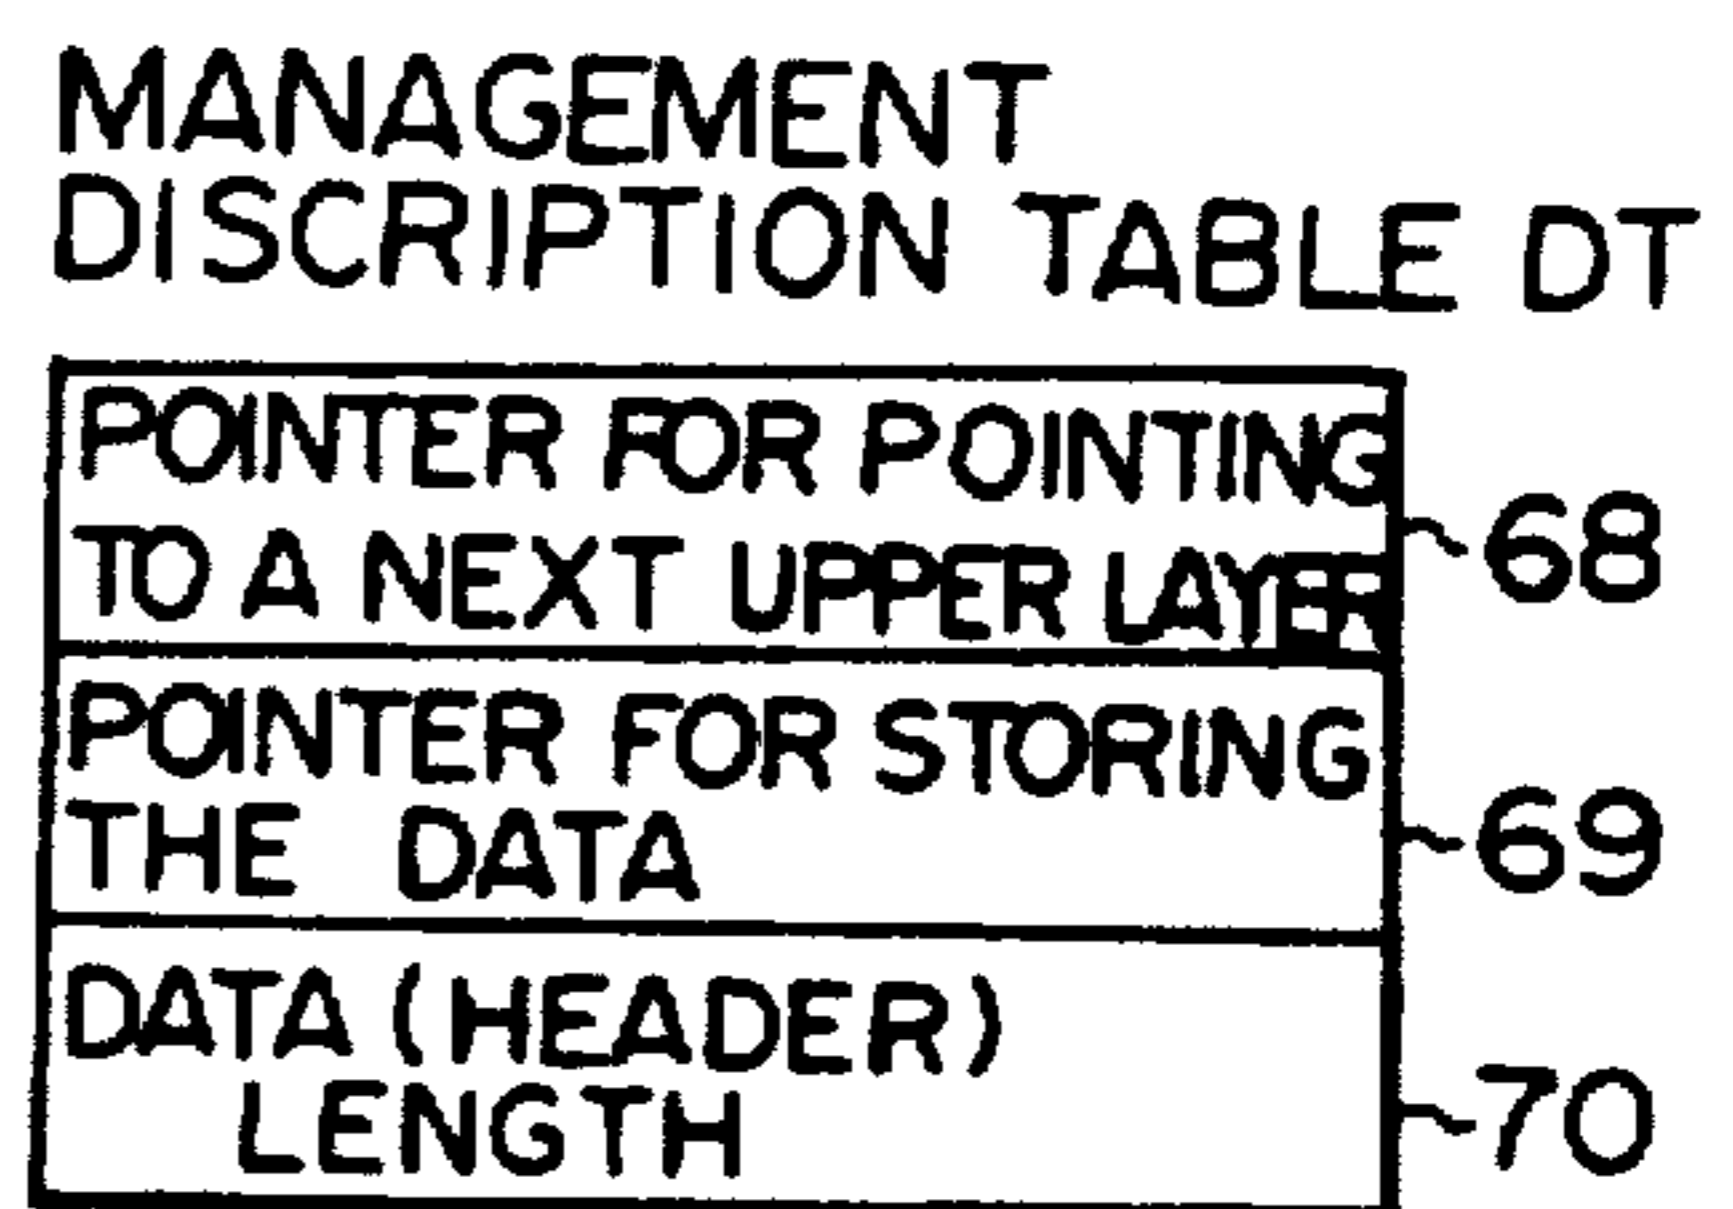 MANAGEMENT
DISCRIPTION TABLE DT
POINTER FOR POINTING
TO A NEXT UPPER LAYER
68
POINTER FOR STORING
THE DATA
69
DATA (HEADER)
LENGTH
70